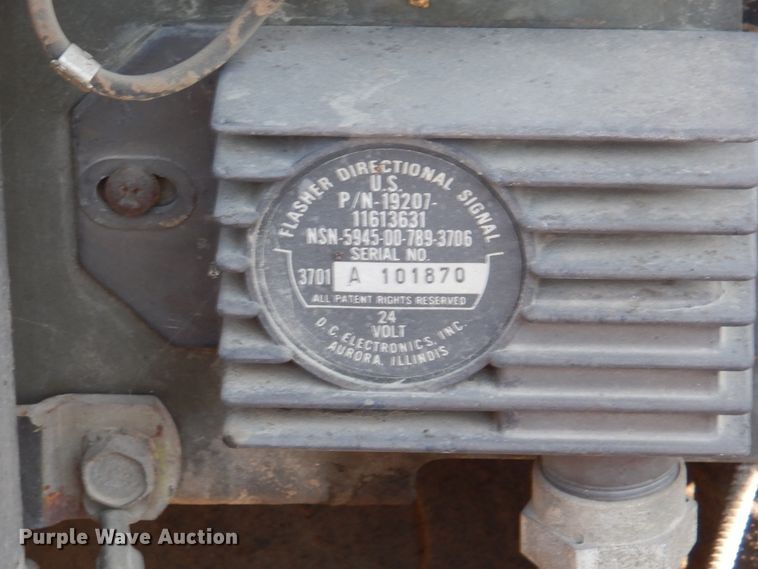 FLASHER DIRECTIONAL SIGNAL
U.S.
P/N-19207-
11613631
NSN-5945-00-789-3706
SERIAL NO.
3701 A 101870
ALL PATENT RIGHTS RESERVED
24
VOLT
D.C. ELECTRONICS, INC.
AURORA, ILLINOIS
Purple Wave Auction